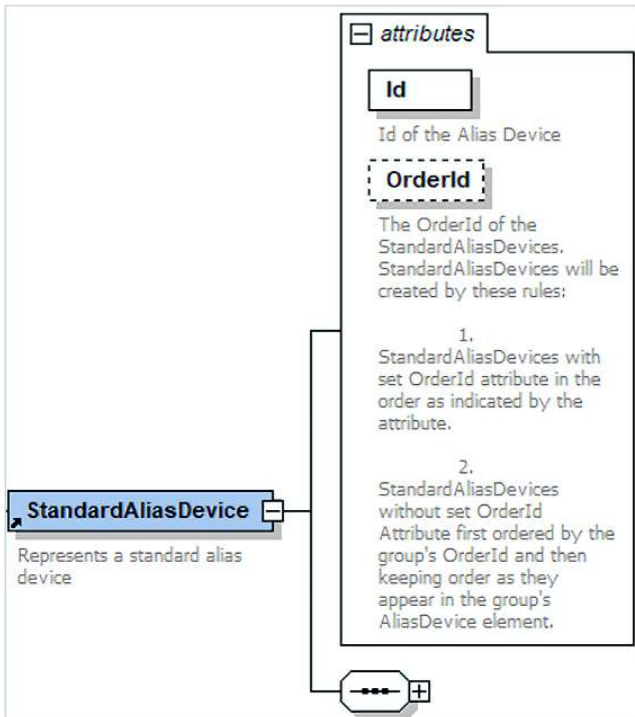 attributes
Id
Id of the Alias Device
OrderId
The OrderId of the
StandardAliasDevices.
StandardAliasDevices will be
created by these rules:
1.
StandardAliasDevices with
set OrderId attribute in the
order as indicated by the
attribute.
2.
StandardAliasDevices
without set OrderId
Attribute first ordered by the
group's OrderId and then
keeping order as they
appear in the group's
AliasDevice element.
StandardAliasDevice
Represents a standard alias
device